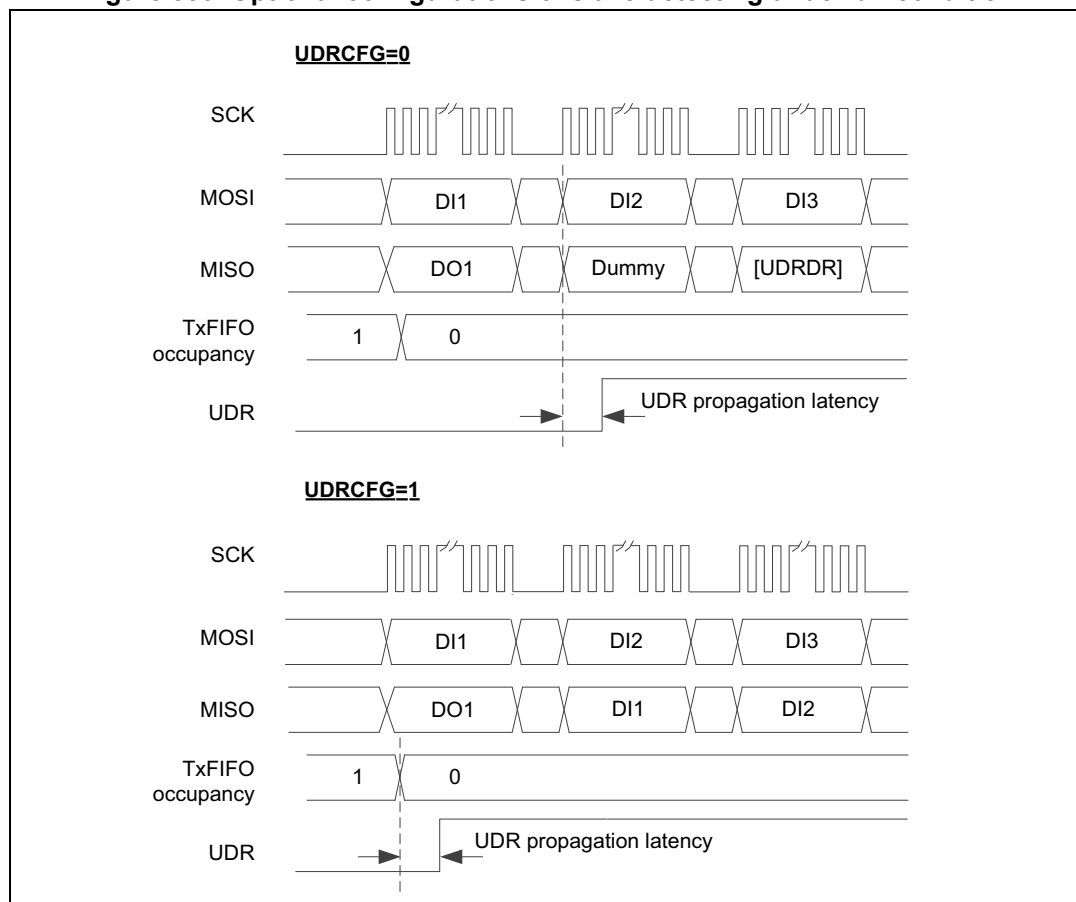 UDRCFG=0
SCK
MOSI
DI1
DI2
DI3
MISO
DO1
Dummy
[UDRDR]
TxFIFO
occupancy
1
0
UDR
UDR propagation latency
UDRCFG=1
SCK
MOSI
DI1
DI2
DI3
MISO
DO1
DI1
DI2
TxFIFO
occupancy
1
0
UDR
UDR propagation latency